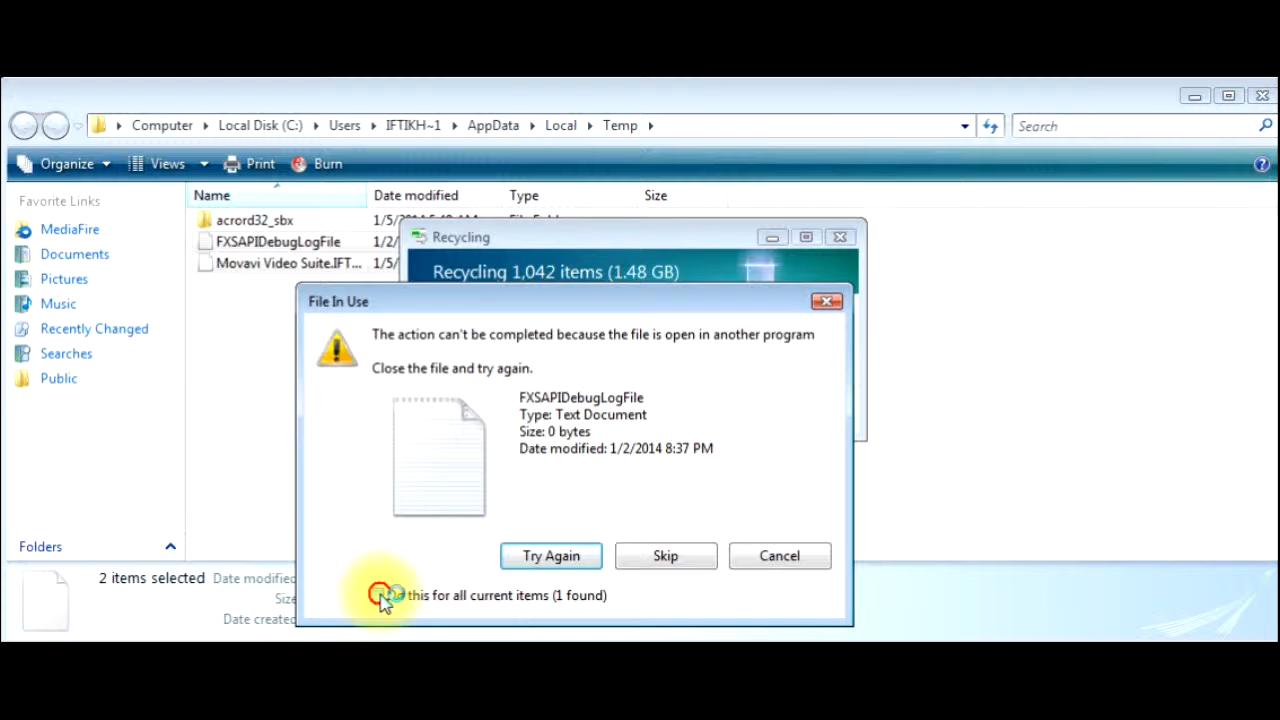 Computer Local Disk (C:) Users IFTIKH~1 AppData Local Temp Search
Organize Views Print Burn
Favorite Links
MediaFire
Documents
Pictures
Music
Recently Changed
Searches
Public
Folders
Name Date modified Type Size
acrord32_sbx
FXSAPIDebugLogFile 1/2/
Movavi Video Suite.IFT... 1/5/
Recycling
Recycling 1,042 items (1.48 GB)
File In Use
The action can't be completed because the file is open in another program
Close the file and try again.
FXSAPIDebugLogFile
Type: Text Document
Size: 0 bytes
Date modified: 1/2/2014 8:37 PM
Try Again Skip Cancel
this for all current items (1 found)
2 items selected Date modified
Size
Date created